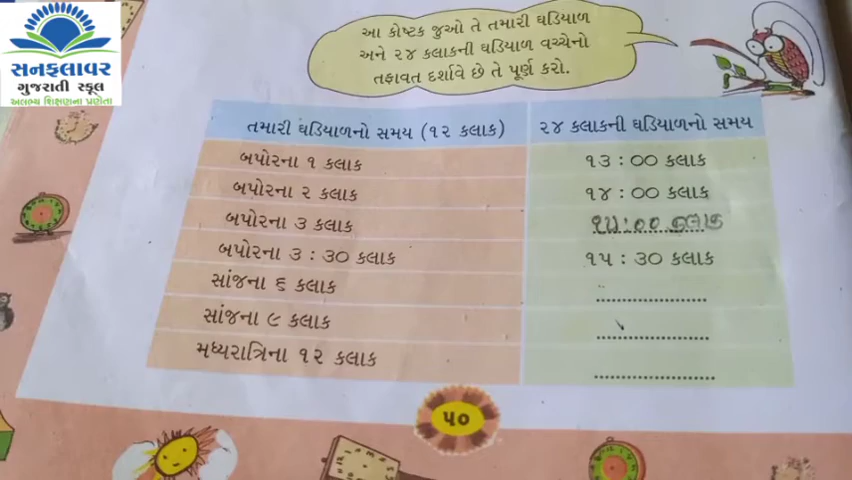 સનફલાવર
ગુજરાતી સ્કૂલ
અલભ્ય શિક્ષણના પ્રણેતા
આ કોષ્ટક જુઓ તે તમારી ઘડિયાળ
અને ૨૪ કલાકની ઘડિયાળ વચ્ચેનો
તફાવત દર્શાવે છે તે પૂર્ણ કરો.
તમારી ઘડિયાળનો સમય (૧૨ કલાક) ૨૪ કલાકની ઘડિયાળનો સમય
બપોરના ૧ કલાક ૧૩ : ૦૦ કલાક
બપોરના ૨ કલાક ૧૪ : ૦૦ કલાક
બપોરના ૩ કલાક ૧૫:૦૦ કલાક
બપોરના ૩ : ૩૦ કલાક ૧૫ : ૩૦ કલાક
સાંજના ૬ કલાક ....................
સાંજના ૯ કલાક ....................
મધ્યરાત્રિના ૧૨ કલાક ....................
૫૦